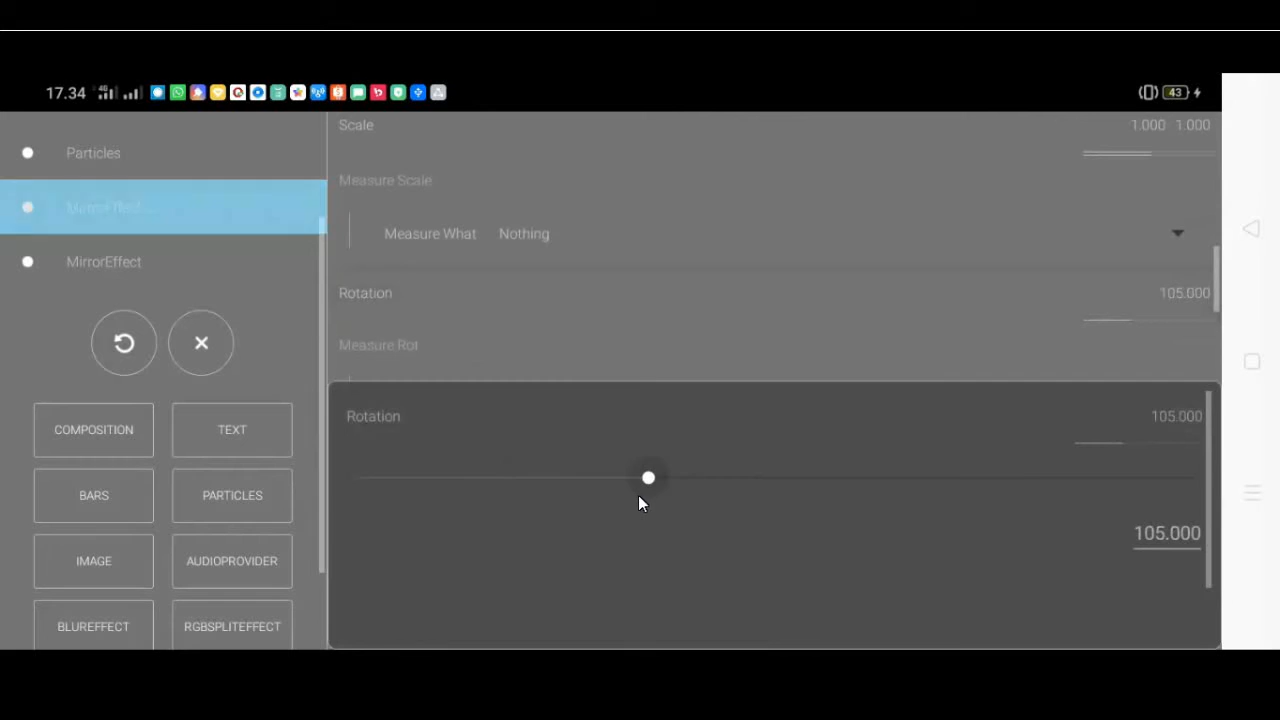 17.34
43
Particles
MirrorEffect
MirrorEffect
COMPOSITION
TEXT
BARS
PARTICLES
IMAGE
AUDIOPROVIDER
BLUREFFECT
RGBSPLITEFFECT
Scale 1.000 1.000
Measure Scale
Measure What Nothing
Rotation 105.000
Measure Rot
Rotation 105.000
105.000